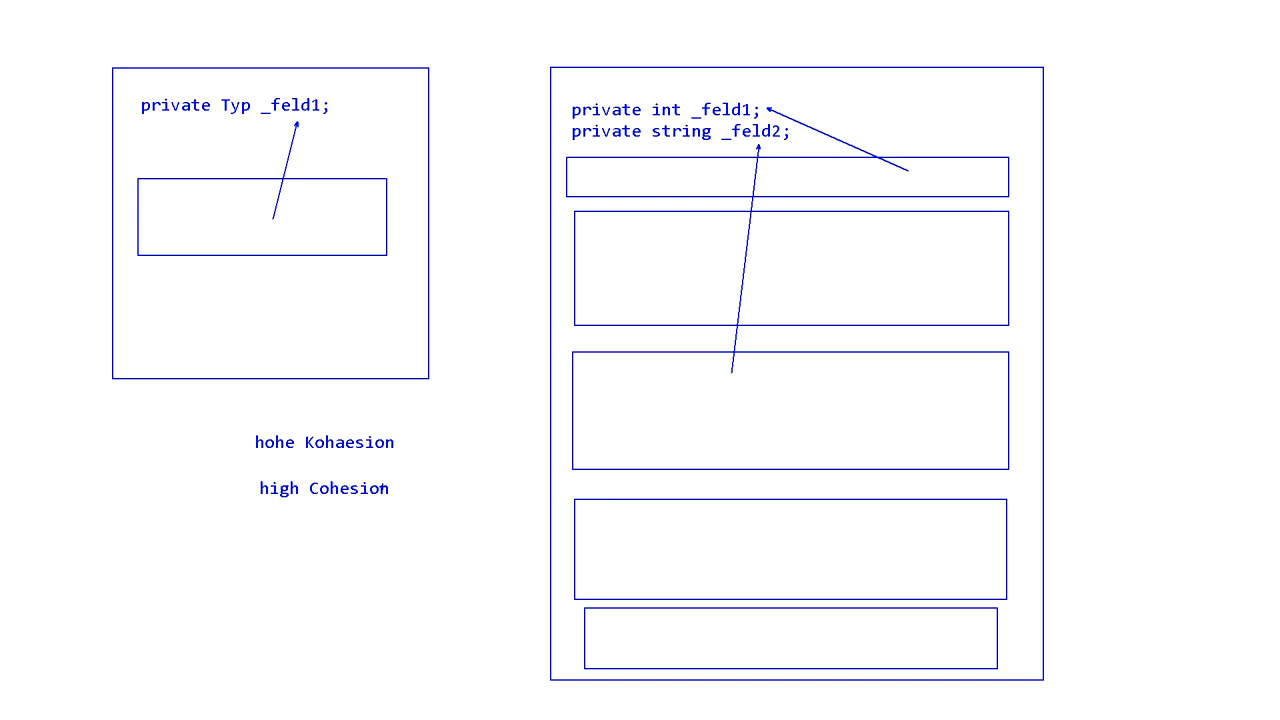 private Typ _feld1;
private int _feld1;
private string _feld2;
hohe Kohaesion
high Cohesion